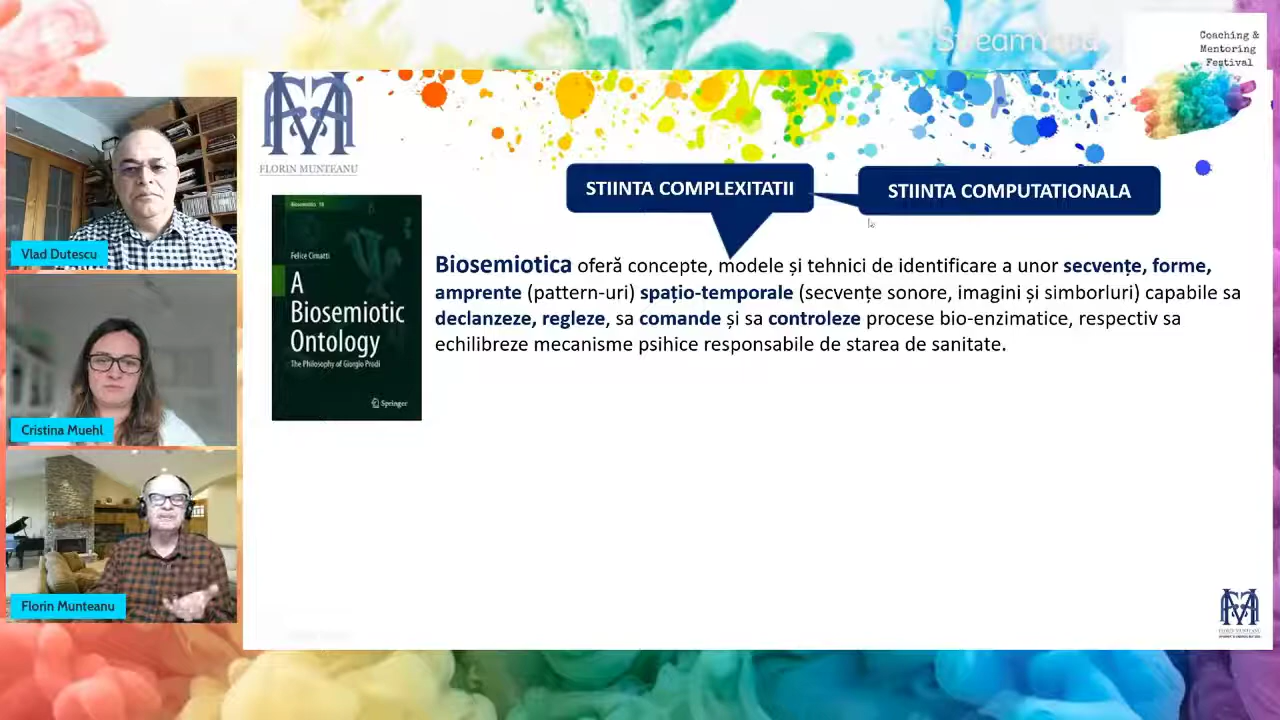 StreamYard
Coaching &
Mentoring
Festival
FLORIN MUNTEANU
STIINTA COMPLEXITATII
STIINTA COMPUTATIONALA
Biosemiotics 18
Felice Cimatti
A
Biosemiotic
Ontology
The Philosophy of Giorgio Prodi
Springer
Biosemiotica oferă concepte, modele și tehnici de identificare a unor secvențe, forme,
amprente (pattern-uri) spațio-temporale (secvențe sonore, imagini și simborluri) capabile sa
declanzeze, regleze, sa comande și sa controleze procese bio-enzimatice, respectiv sa
echilibreze mecanisme psihice responsabile de starea de sanitate.
Vlad Dutescu
Cristina Muehl
Florin Munteanu
FLORIN MUNTEANU